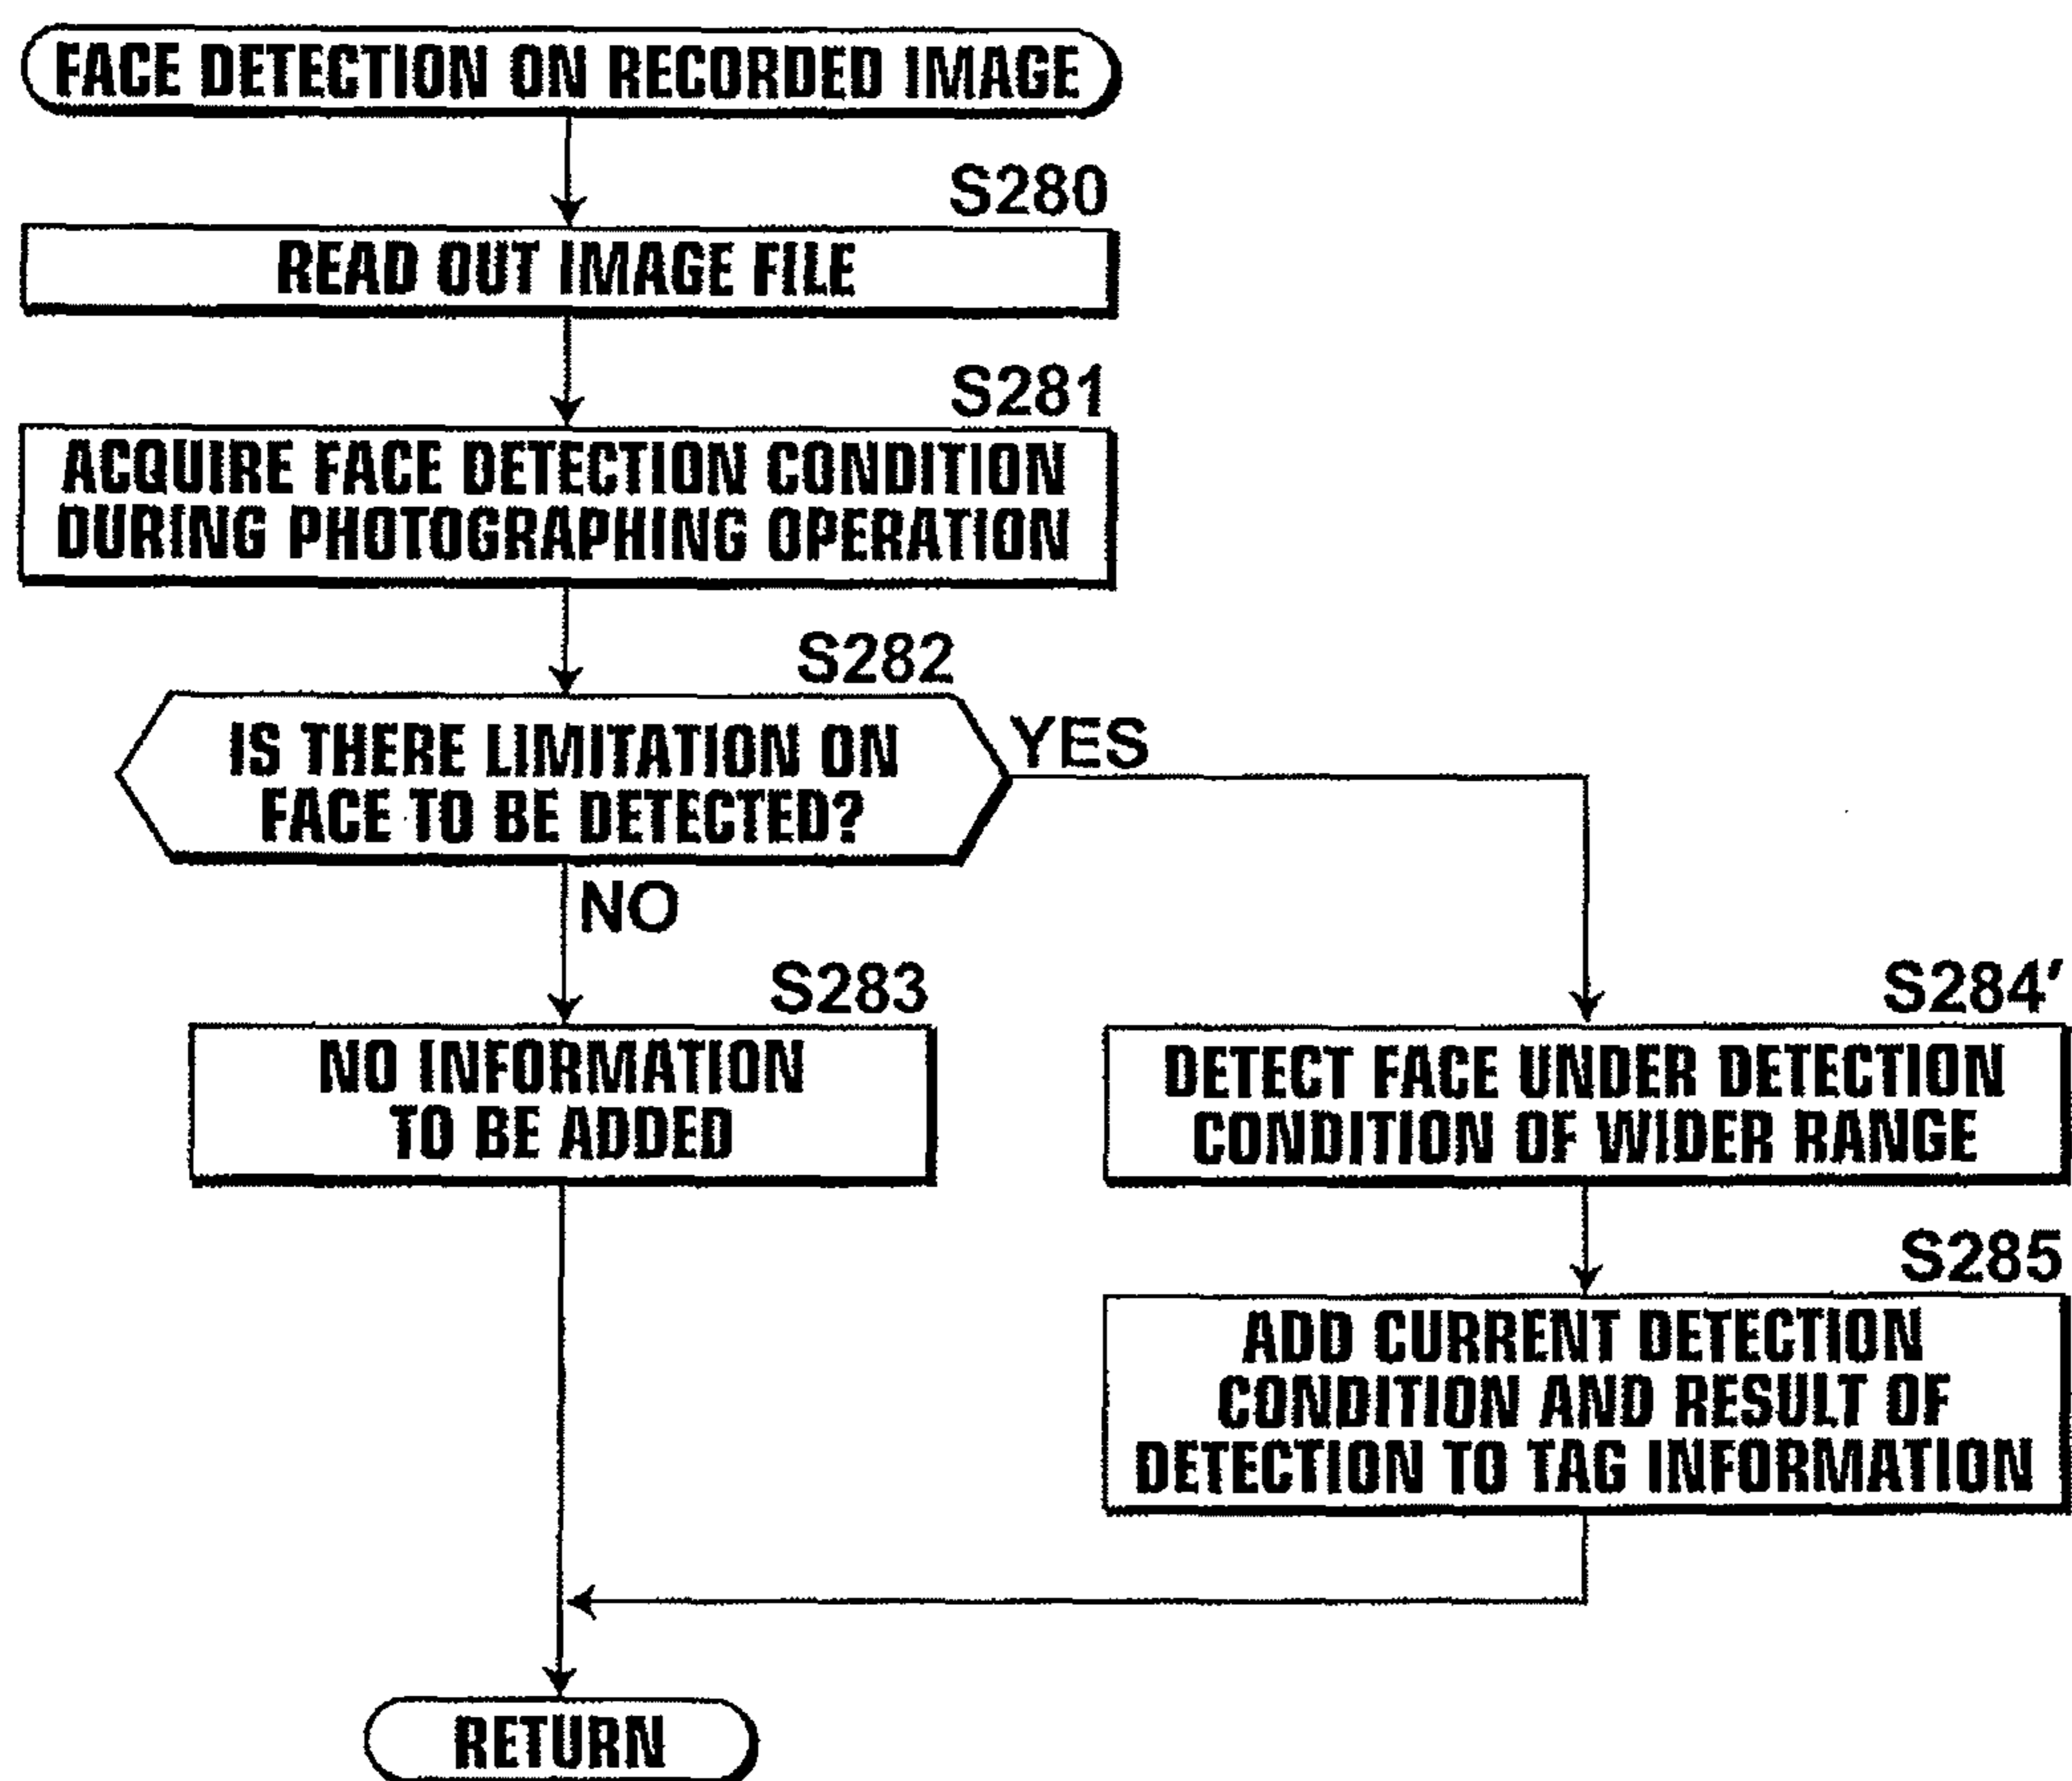 FACE DETECTION ON RECORDED IMAGE
S280
READ OUT IMAGE FILE
S281
ACQUIRE FACE DETECTION CONDITION
DURING PHOTOGRAPHING OPERATION
S282
IS THERE LIMITATION ON
FACE TO BE DETECTED?
YES
NO
S283
NO INFORMATION
TO BE ADDED
S284'
DETECT FACE UNDER DETECTION
CONDITION OF WIDER RANGE
S285
ADD CURRENT DETECTION
CONDITION AND RESULT OF
DETECTION TO TAG INFORMATION
RETURN